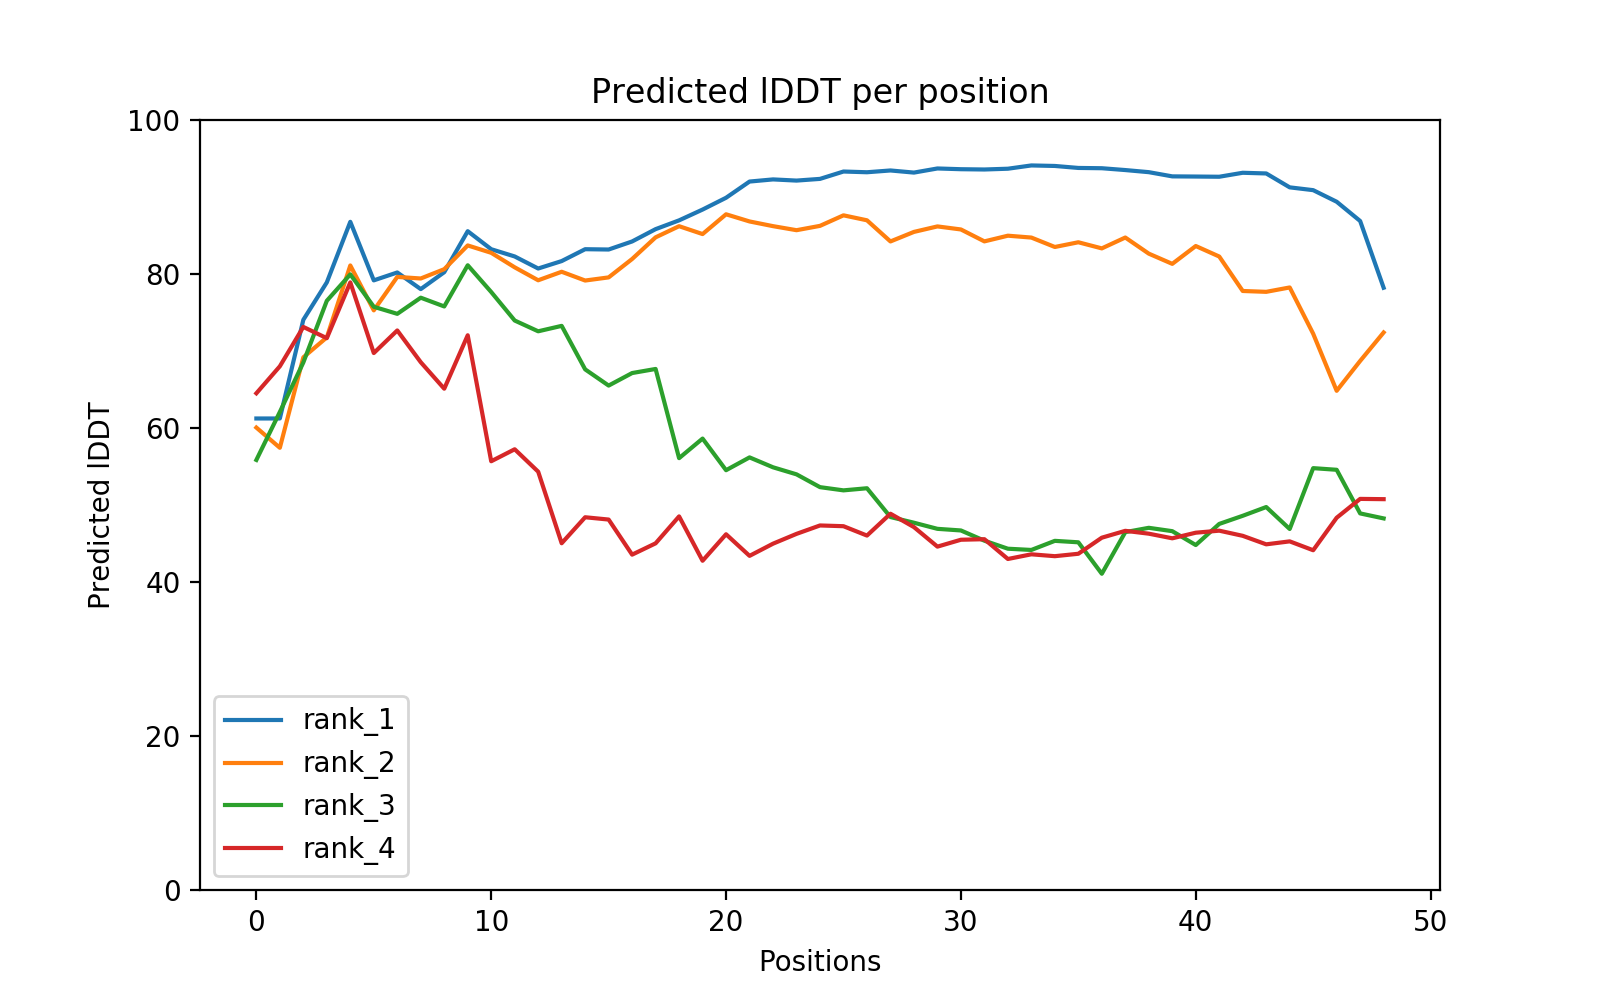 Predicted lDDT per position
100
80
60
40
20
0
Predicted lDDT
rank_1
rank_2
rank_3
rank_4
0 10 20 30 40 50
Positions